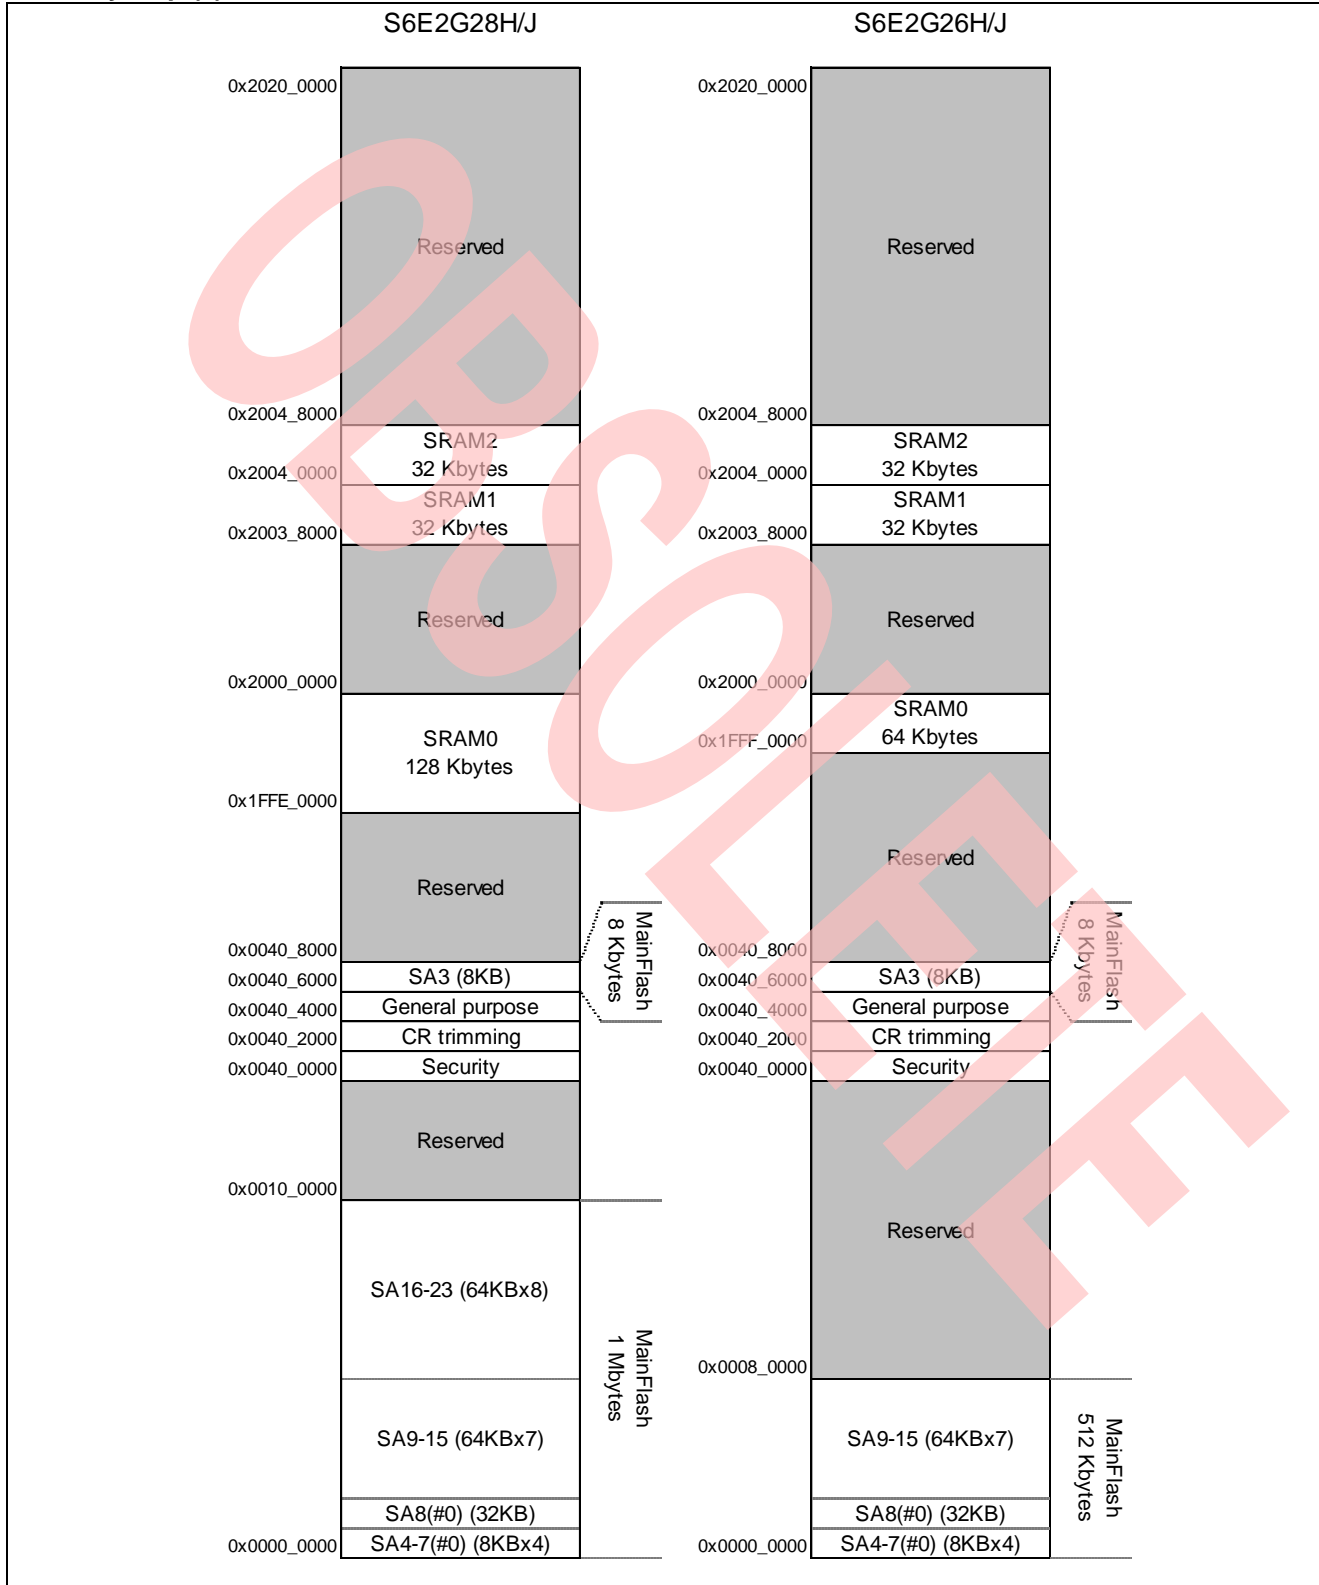 S6E2G28H/J
0x2020_0000
Reserved
0x2004_8000
SRAM2
32 Kbytes
0x2004_0000
SRAM1
32 Kbytes
0x2003_8000
Reserved
0x2000_0000
SRAM0
128 Kbytes
0x1FFE_0000
Reserved
0x0040_8000
SA3 (8KB)
0x0040_6000
General purpose
0x0040_4000
CR trimming
0x0040_2000
Security
0x0040_0000
Reserved
0x0010_0000
SA16-23 (64KBx8)
SA9-15 (64KBx7)
SA8(#0) (32KB)
SA4-7(#0) (8KBx4)
0x0000_0000
MainFlash
8 Kbytes
MainFlash
1 Mbytes
S6E2G26H/J
0x2020_0000
Reserved
0x2004_8000
SRAM2
32 Kbytes
0x2004_0000
SRAM1
32 Kbytes
0x2003_8000
Reserved
0x2000_0000
SRAM0
64 Kbytes
0x1FFF_0000
Reserved
0x0040_8000
SA3 (8KB)
0x0040_6000
General purpose
0x0040_4000
CR trimming
0x0040_2000
Security
0x0040_0000
Reserved
0x0008_0000
SA9-15 (64KBx7)
SA8(#0) (32KB)
SA4-7(#0) (8KBx4)
0x0000_0000
MainFlash
8 Kbytes
MainFlash
512 Kbytes
OBSOLETE